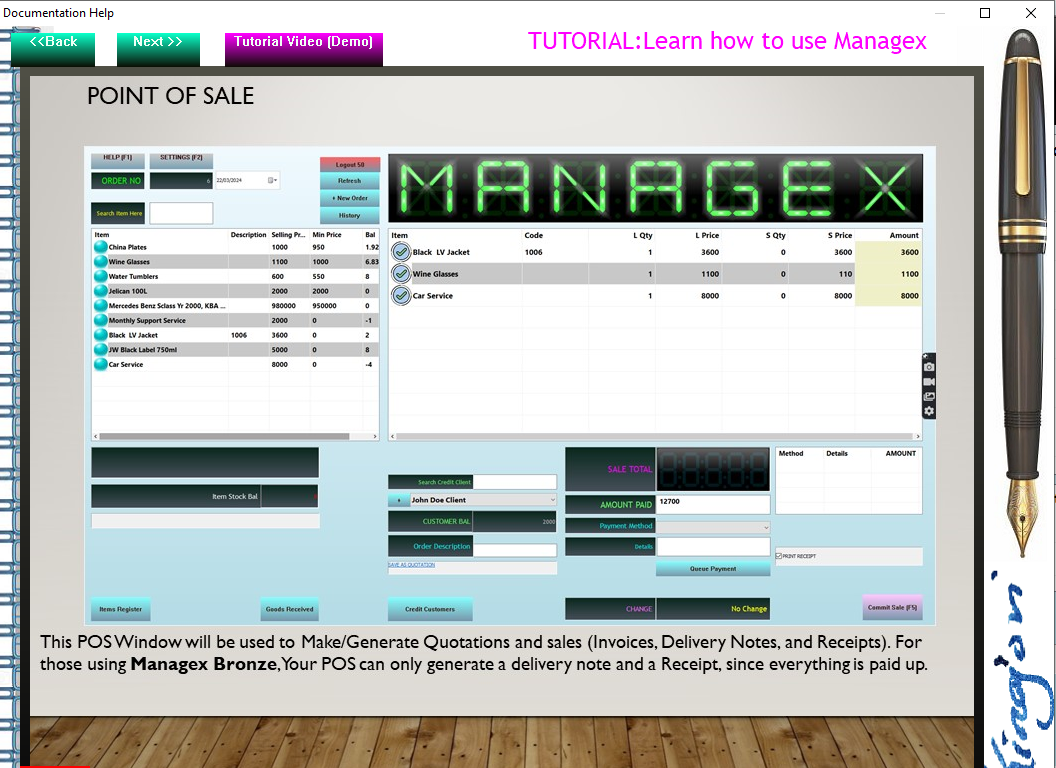 Documentation Help
<<Back
Next >>
Tutorial Video (Demo)
TUTORIAL:Learn how to use Managex
POINT OF SALE
HELP (F1)
SETTINGS (F2)
ORDER NO
6
22/03/2024
Search Item Here
Logout 50
Refresh
+ New Order
History
MANAGEX
Item Description Selling Pr... Min Price Bal
China Plates 1000 950 1.92
Wine Glasses 1100 1000 6.83
Water Tumblers 600 550 8
Jelican 100L 2000 2000 0
Mercedes Benz Sclass Yr 2000, KBA ... 980000 950000 0
Monthly Support Service 2000 0 -1
Black LV Jacket 1006 3600 0 2
JW Black Label 750ml 5000 0 8
Car Service 8000 0 -4
Item Code L Qty L Price S Qty S Price Amount
Black LV Jacket 1006 1 3600 0 3600 3600
Wine Glasses 1 1100 0 110 1100
Car Service 1 8000 0 8000 8000
Item Stock Bal
Items Register
Goods Received
Search Credit Client
John Doe Client
CUSTOMER BAL 2000
Order Description
SAVE AS QUOTATION
Credit Customers
SALE TOTAL
AMOUNT PAID 12700
Payment Method
Details
Queue Payment
CHANGE No Change
Method Details AMOUNT
PRINT RECEIPT
Commit Sale (F5)
This POS Window will be used to Make/Generate Quotations and sales (Invoices, Delivery Notes, and Receipts). For
those using Managex Bronze,Your POS can only generate a delivery note and a Receipt, since everything is paid up.